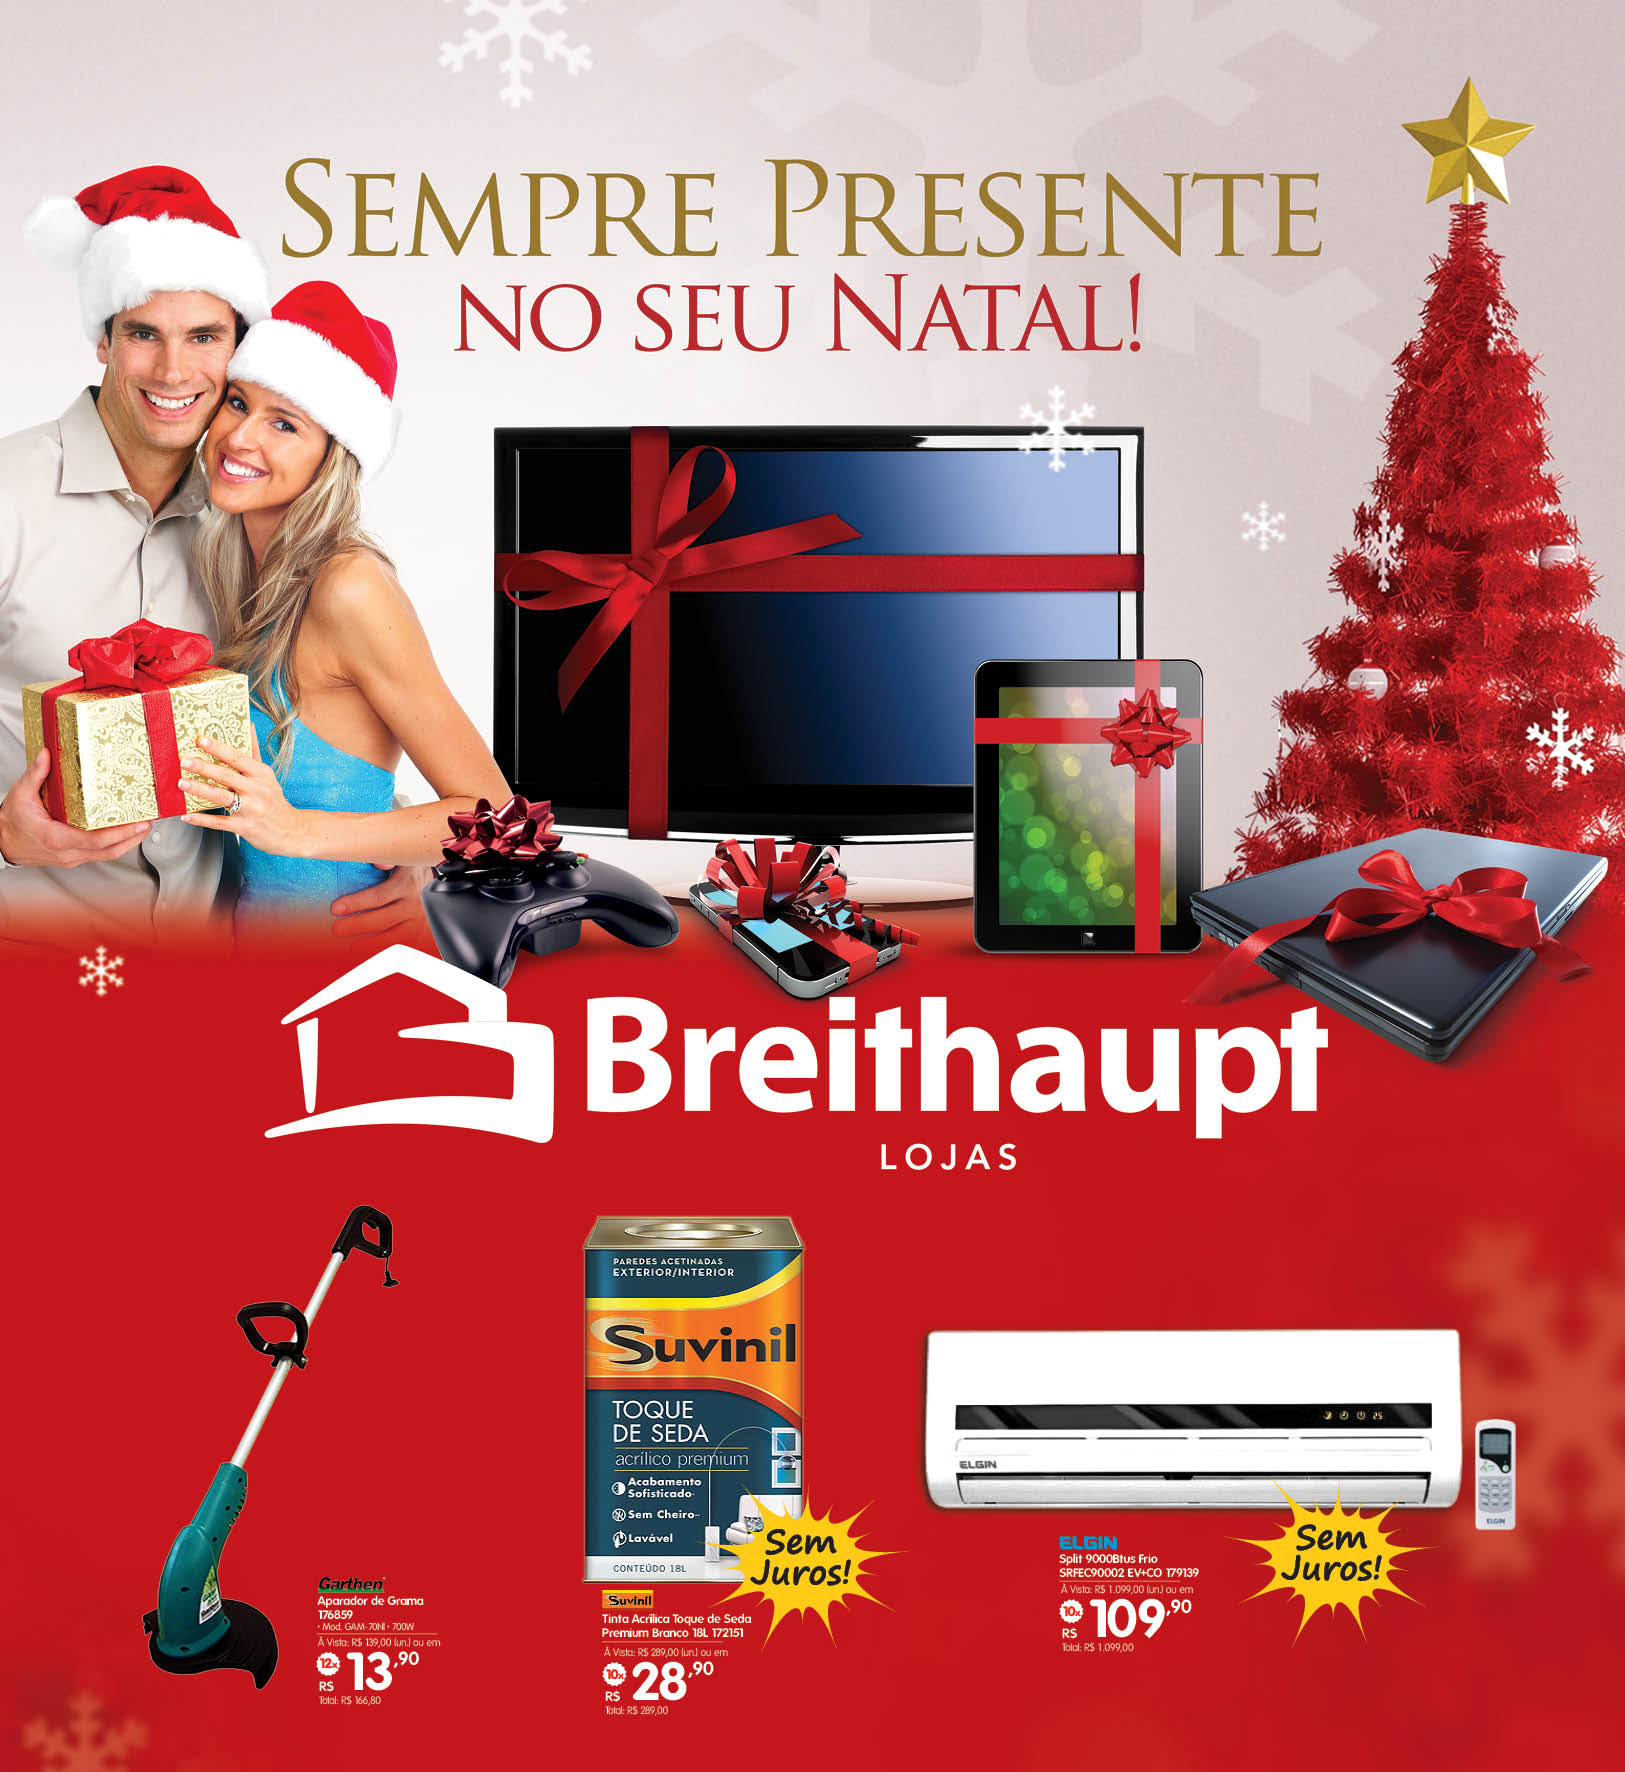 SEMPRE PRESENTE
NO SEU NATAL!
Breithaupt
LOJAS
PAREDES ACETINADAS
EXTERIOR/INTERIOR
Suvinil
TOQUE
DE SEDA
acrílico premium
Acabamento
Sofisticado
Sem Cheiro
Lavável
CONTEÚDO 18L
Sem
Juros!
ELGIN
25
ELGIN
Sem
Juros!
Garthen
Aparador de Grama
176859
• Mod. GAM-70NI • 700W
À Vista: R$ 139,00 (un.) ou em
12x
R$ 13,90
Total: R$ 166,80
Suvinil
Tinta Acrílica Toque de Seda
Premium Branco 18L 172151
À Vista: R$ 289,00 (un.) ou em
10x
R$ 28,90
Total: R$ 289,00
ELGIN
Split 9000Btus Frio
SRFEC90002 EV+CO 179139
À Vista: R$ 1.099,00 (un.) ou em
10x
R$ 109,90
Total: R$ 1.099,00